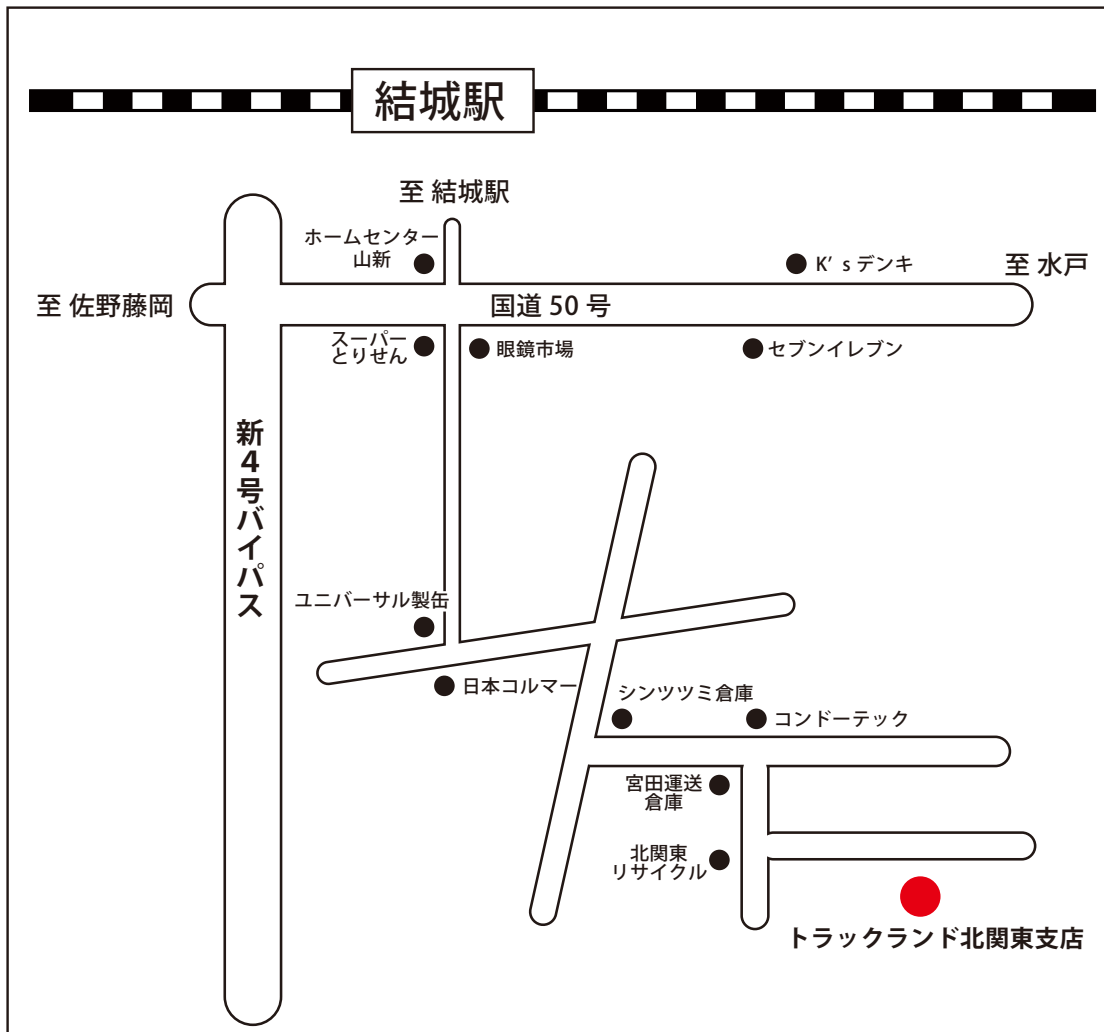 結城駅
至 結城駅
ホームセンター
山新
K’ s デンキ
至 水戸
至 佐野藤岡
国道 50 号
スーパー
とりせん
眼鏡市場
セブンイレブン
新4号バイパス
ユニバーサル製缶
日本コルマー
シンツツミ倉庫
コンドーテック
宮田運送
倉庫
北関東
リサイクル
トラックランド北関東支店